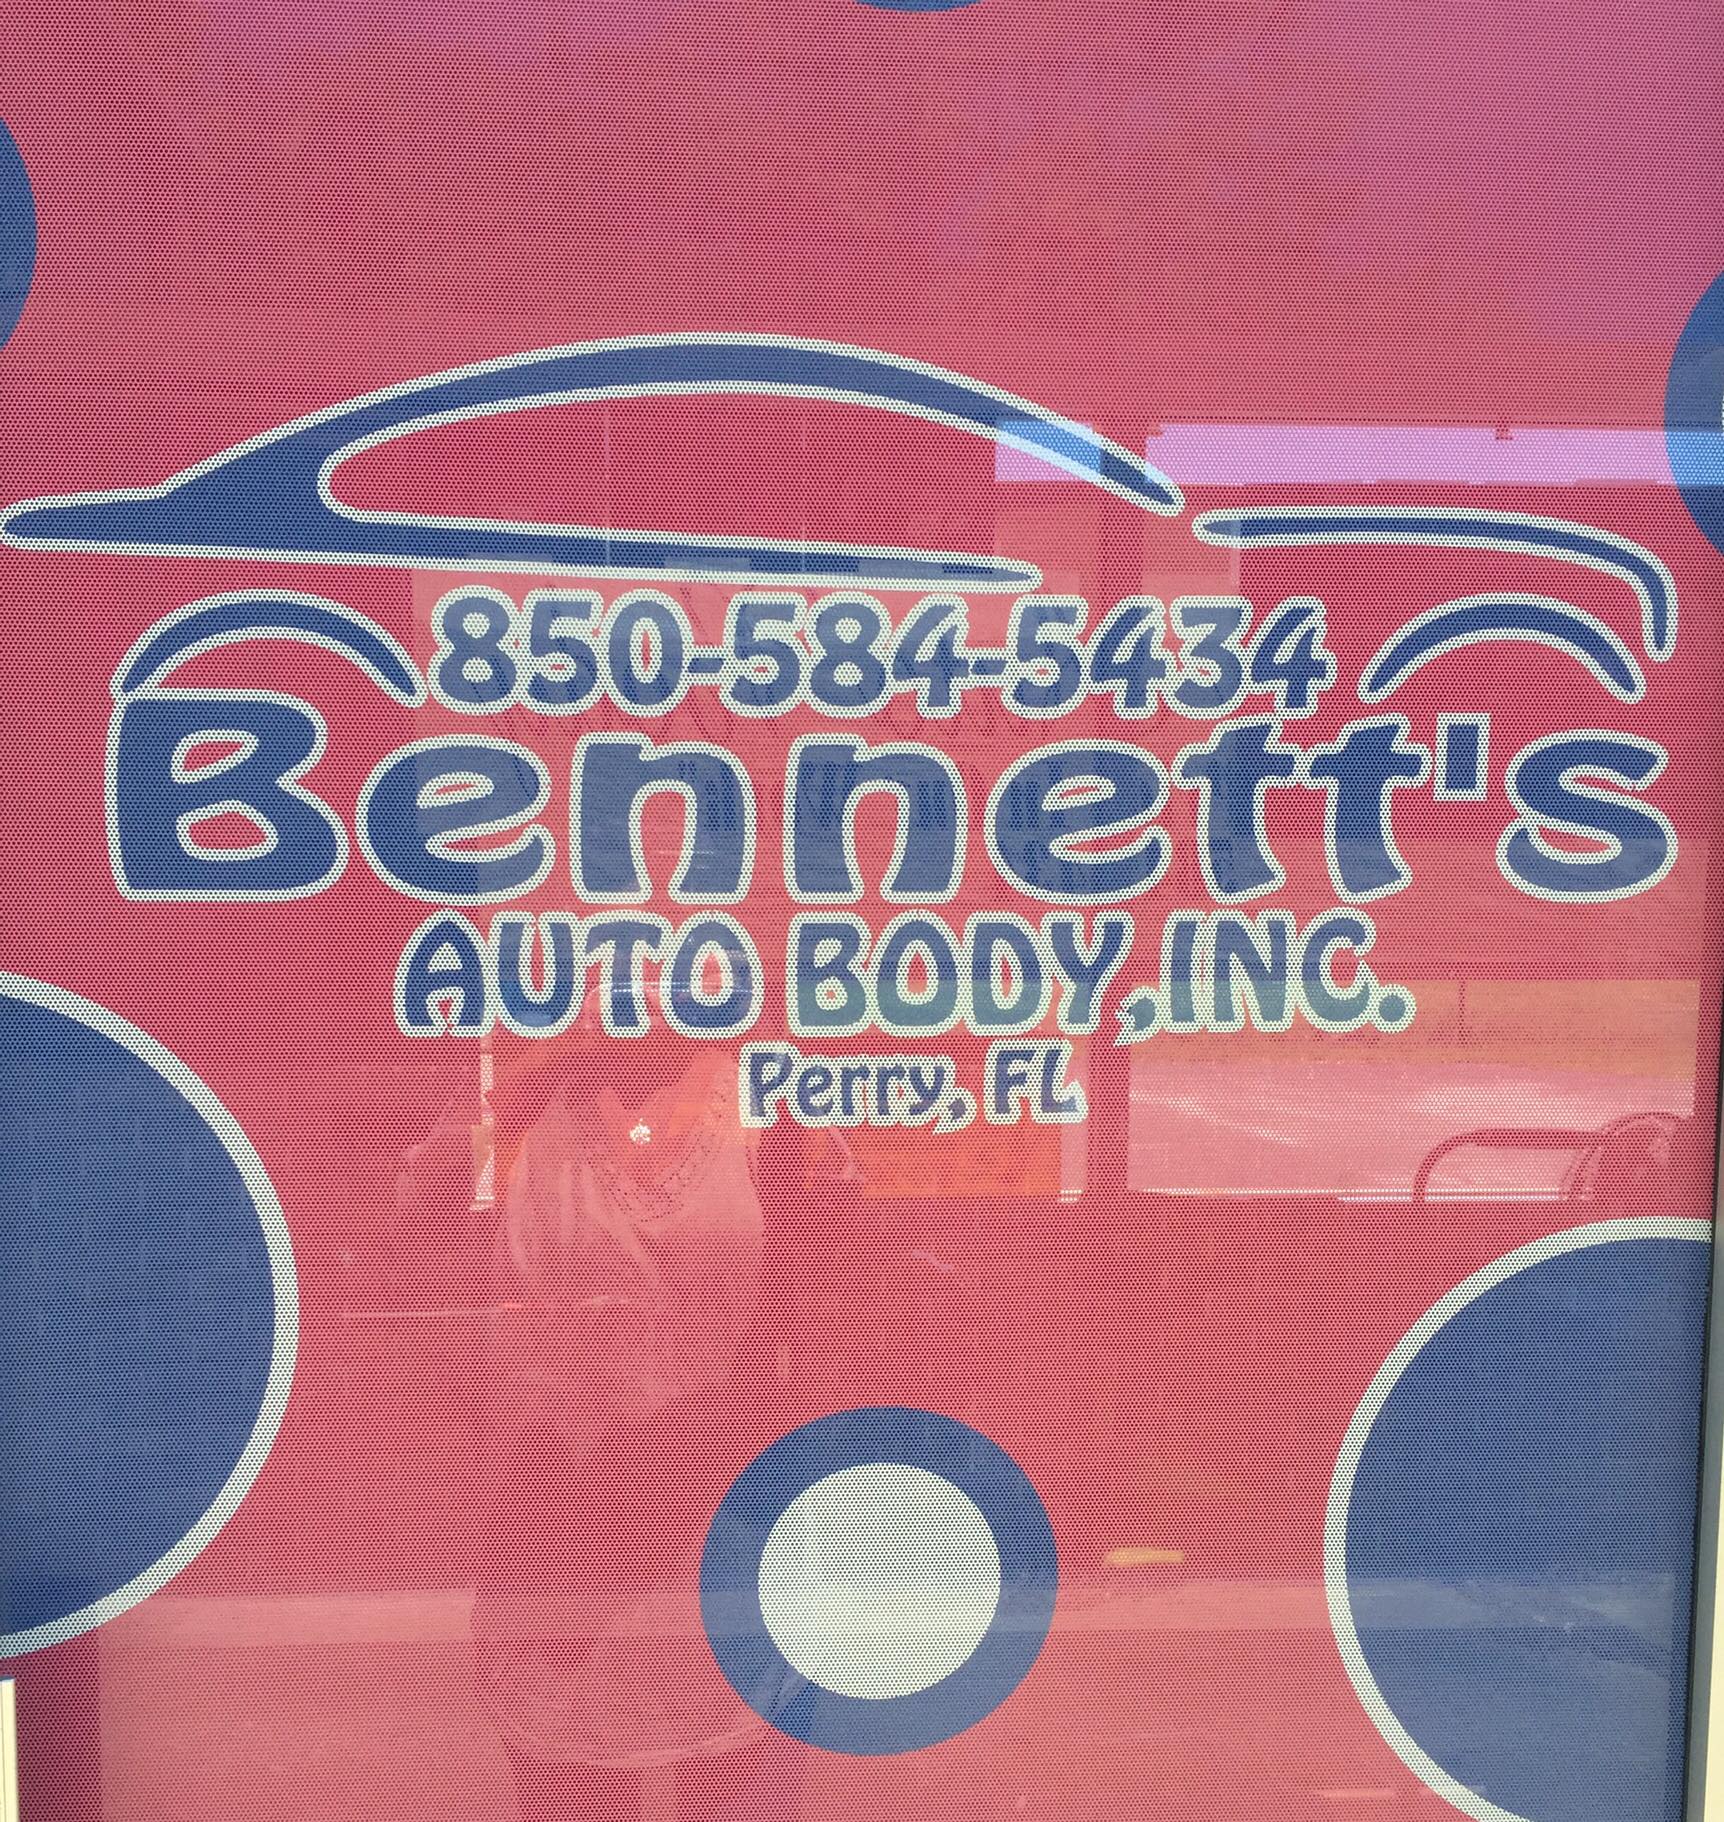 850-584-5434
Bennett's
AUTO BODY,INC.
Perry, FL